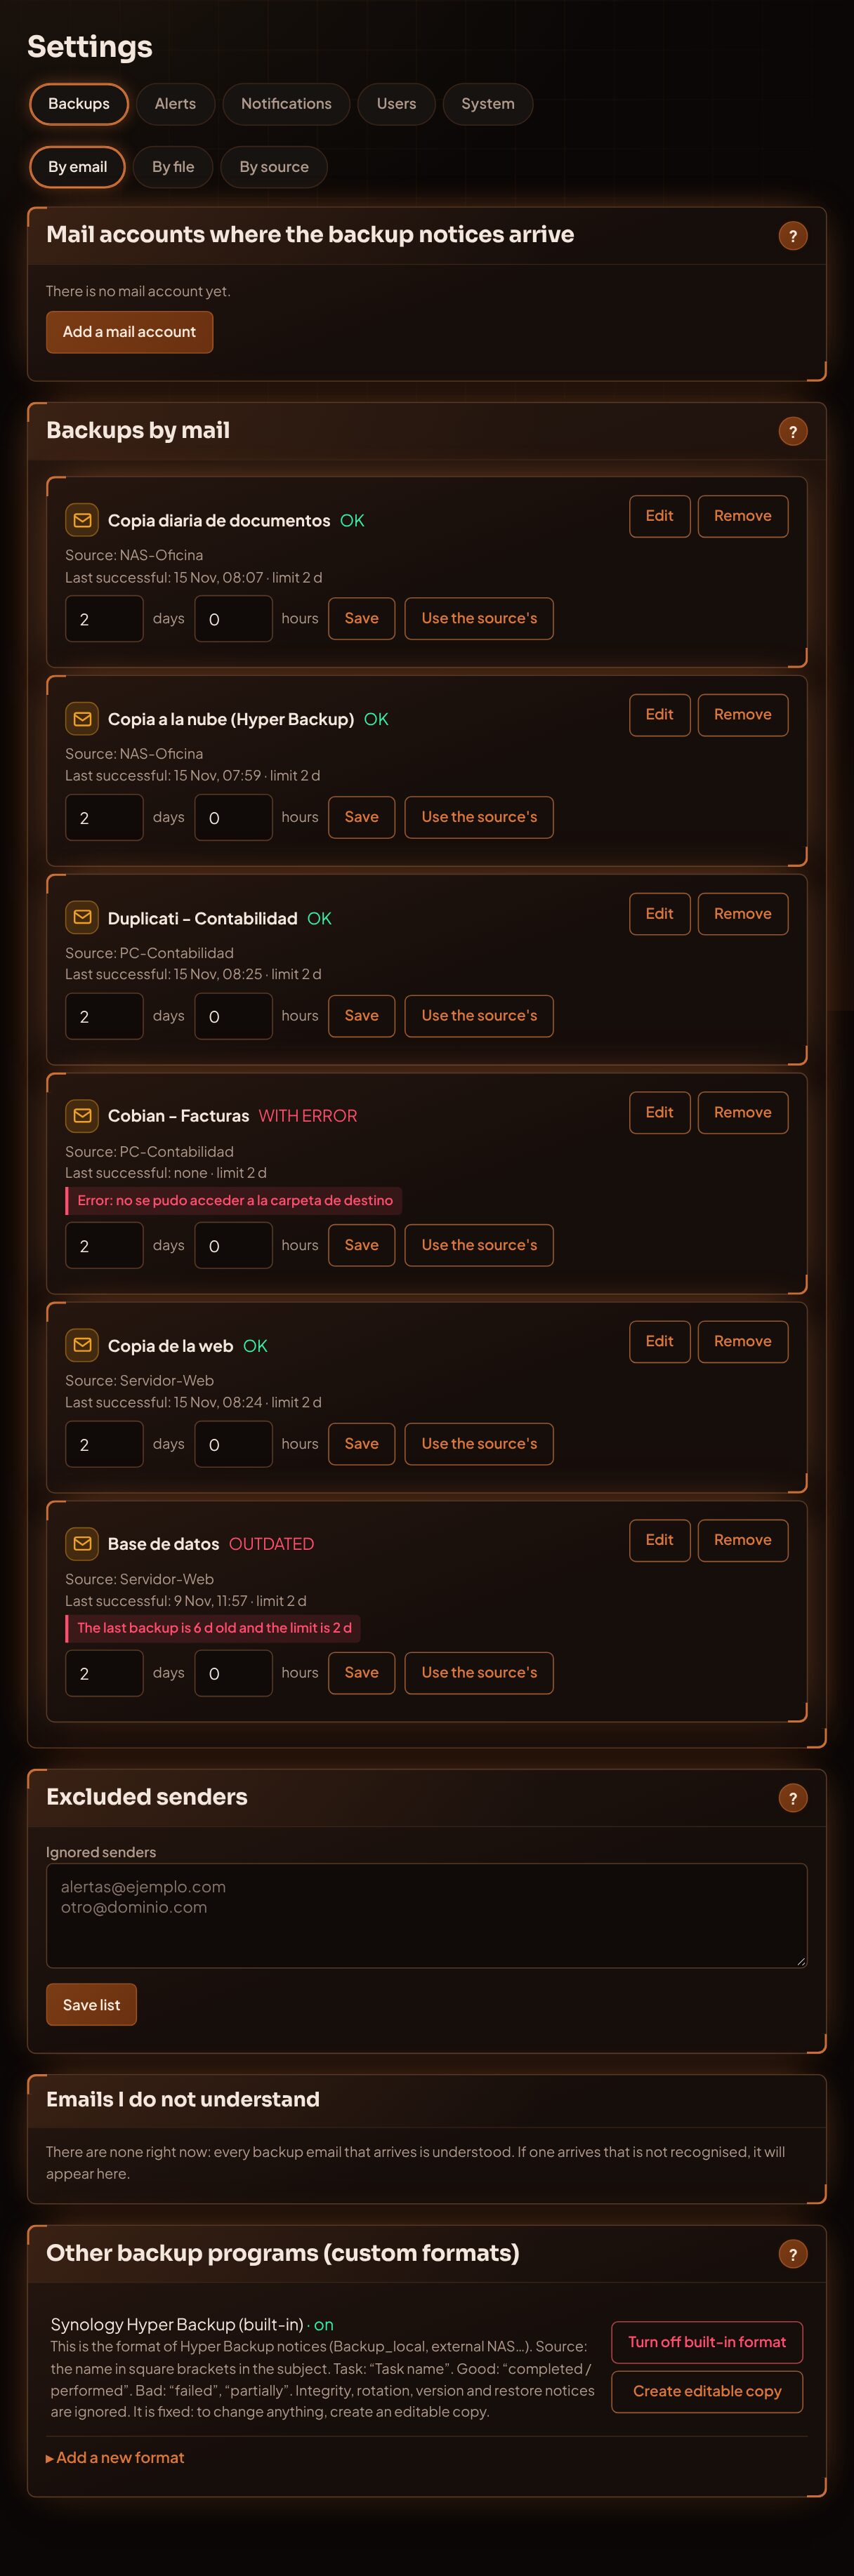 Settings
Backups Alerts Notifications Users System
By email By file By source
Mail accounts where the backup notices arrive ?
There is no mail account yet.
Add a mail account
Backups by mail ?
Copia diaria de documentos OK Edit Remove
Source: NAS-Oficina
Last successful: 15 Nov, 08:07 · limit 2 d
2 days 0 hours Save Use the source's
Copia a la nube (Hyper Backup) OK Edit Remove
Source: NAS-Oficina
Last successful: 15 Nov, 07:59 · limit 2 d
2 days 0 hours Save Use the source's
Duplicati – Contabilidad OK Edit Remove
Source: PC-Contabilidad
Last successful: 15 Nov, 08:25 · limit 2 d
2 days 0 hours Save Use the source's
Cobian – Facturas WITH ERROR Edit Remove
Source: PC-Contabilidad
Last successful: none · limit 2 d
Error: no se pudo acceder a la carpeta de destino
2 days 0 hours Save Use the source's
Copia de la web OK Edit Remove
Source: Servidor-Web
Last successful: 15 Nov, 08:24 · limit 2 d
2 days 0 hours Save Use the source's
Base de datos OUTDATED Edit Remove
Source: Servidor-Web
Last successful: 9 Nov, 11:57 · limit 2 d
The last backup is 6 d old and the limit is 2 d
2 days 0 hours Save Use the source's
Excluded senders ?
Ignored senders
alertas@ejemplo.com
otro@dominio.com
Save list
Emails I do not understand
There are none right now: every backup email that arrives is understood. If one arrives that is not recognised, it will
appear here.
Other backup programs (custom formats) ?
Synology Hyper Backup (built-in) · on
This is the format of Hyper Backup notices (Backup_local, external NAS…). Source:
the name in square brackets in the subject. Task: “Task name”. Good: “completed /
performed”. Bad: “failed”, “partially”. Integrity, rotation, version and restore notices
are ignored. It is fixed: to change anything, create an editable copy.
Turn off built-in format
Create editable copy
▸ Add a new format